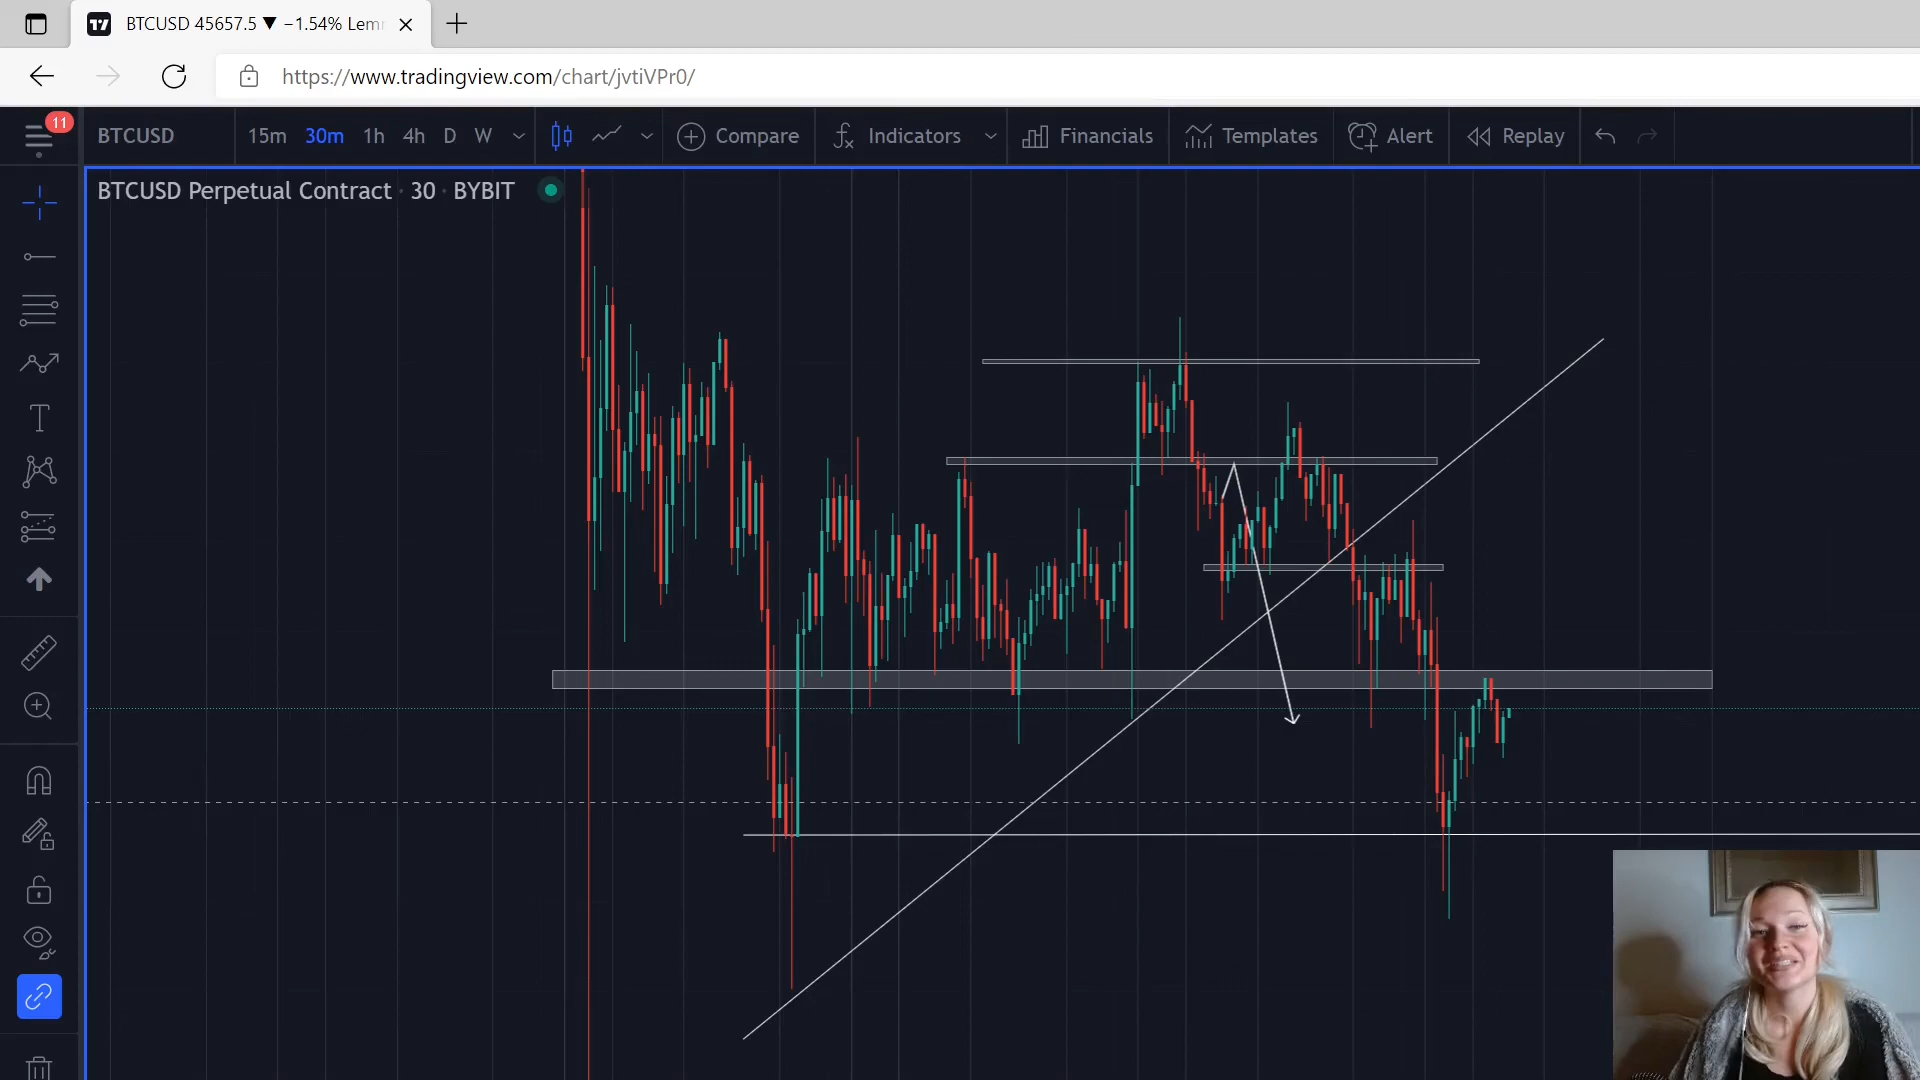 BTCUSD 45657.5 ▼ −1.54% Lem
https://www.tradingview.com/chart/jvtiVPr0/
11
BTCUSD 15m 30m 1h 4h D W Compare Indicators Financials Templates Alert Replay
BTCUSD Perpetual Contract · 30 · BYBIT
T